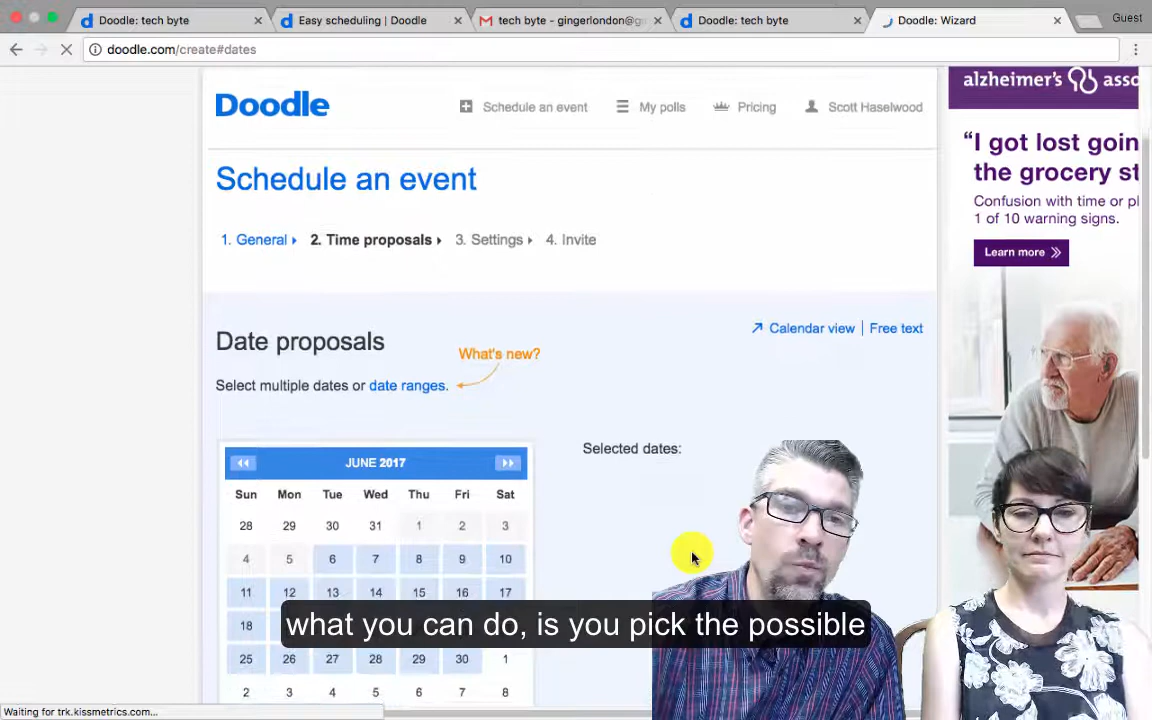 Doodle: tech byte
Easy scheduling | Doodle
tech byte - gingerlondon@g
Doodle: tech byte
Doodle: Wizard
Guest
doodle.com/create#dates
Doodle
Schedule an event
My polls
Pricing
Scott Haselwood
alzheimer's asso
Schedule an event
"I got lost goin
the grocery st
Confusion with time or pl
1 of 10 warning signs.
Learn more
1. General
2. Time proposals
3. Settings
4. Invite
Date proposals
What's new?
Calendar view | Free text
Select multiple dates or date ranges.
Selected dates:
JUNE 2017
Sun Mon Tue Wed Thu Fri Sat
28 29 30 31 1 2 3
4 5 6 7 8 9 10
11 12 13 14 15 16 17
18
25 26 27 28 29 30 1
2 3 4 5 6 7 8
what you can do, is you pick the possible
Waiting for trk.kissmetrics.com...